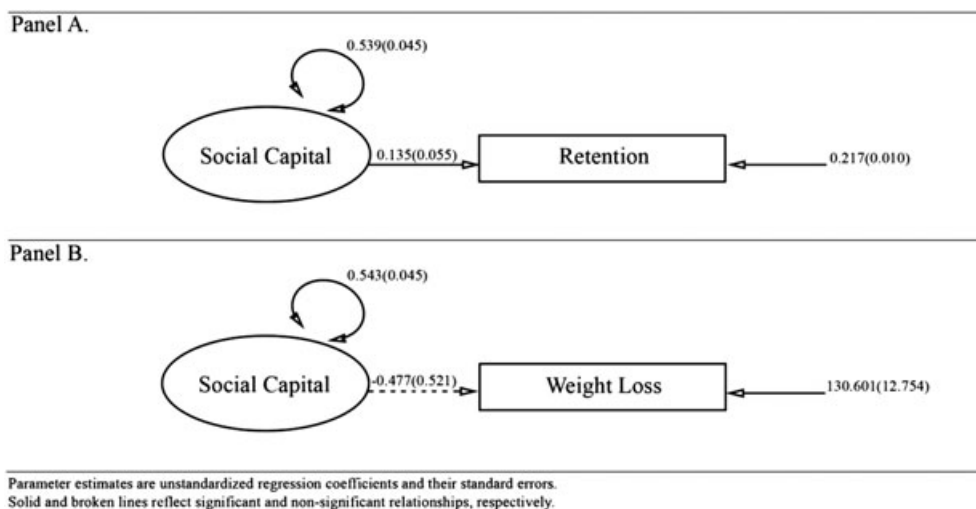 Panel A.
0.539(0.045)
Social Capital
0.135(0.055)
Retention
0.217(0.010)
Panel B.
0.543(0.045)
Social Capital
-0.477(0.521)
Weight Loss
130.601(12.754)
Parameter estimates are unstandardized regression coefficients and their standard errors.
Solid and broken lines reflect significant and non-significant relationships, respectively.